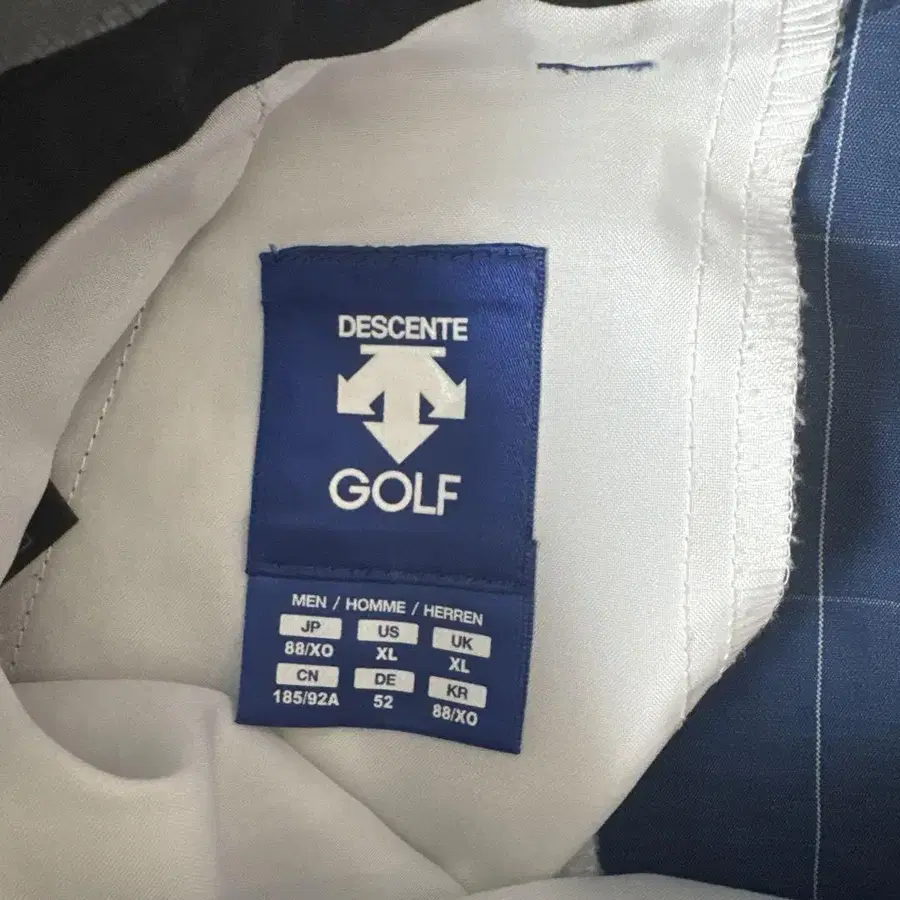 DESCENTE
GOLF
MEN / HOMME / HERREN
JP US UK
88/XO XL XL
CN DE KR
185/92A 52 88/XO